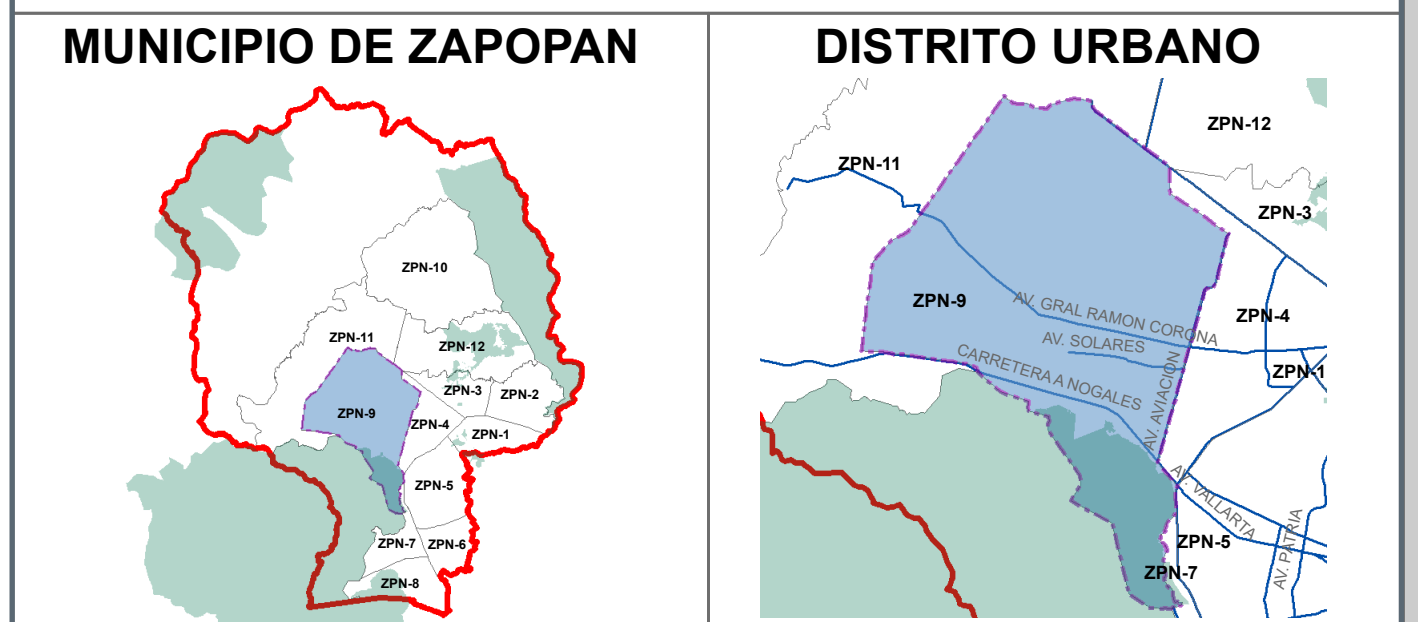 MUNICIPIO DE ZAPOPAN
ZPN-10
ZPN-11
ZPN-12
ZPN-3
ZPN-2
ZPN-9
ZPN-4
ZPN-1
ZPN-5
ZPN-7
ZPN-6
ZPN-8
DISTRITO URBANO
ZPN-12
ZPN-11
ZPN-3
ZPN-9
AV. GRAL RAMON CORONA
ZPN-4
AV. SOLARES
CARRETERA A NOGALES
ZPN-1
AV. AVIACION
AV. VALLARTA
AV. PATRIA
ZPN-5
ZPN-7